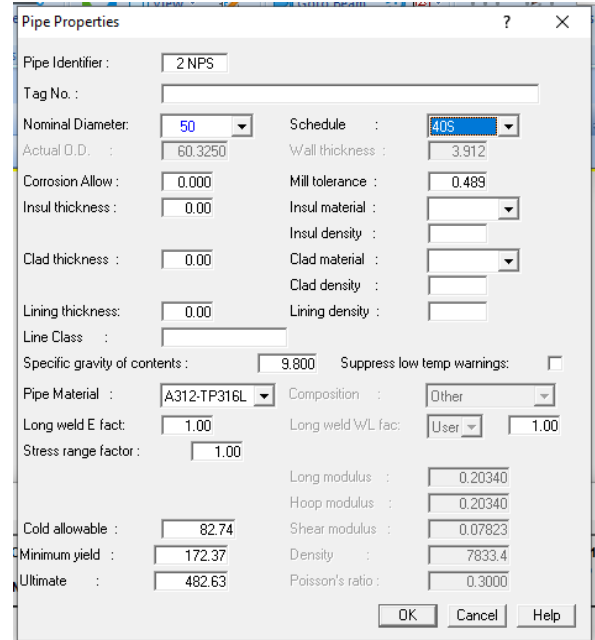 Pipe Properties ? X
Pipe Identifier : 2 NPS
Tag No. :
Nominal Diameter: 50 Schedule : 40S
Actual O.D. : 60.3250 Wall thickness : 3.912
Corrosion Allow : 0.000 Mill tolerance : 0.489
Insul thickness : 0.00 Insul material :
Insul density :
Clad thickness : 0.00 Clad material :
Clad density :
Lining thickness: 0.00 Lining density :
Line Class :
Specific gravity of contents : 9.800 Suppress low temp warnings:
Pipe Material : A312-TP316L Composition : Other
Long weld E fact: 1.00 Long weld WL fac: User 1.00
Stress range factor : 1.00
Long modulus : 0.20340
Hoop modulus : 0.20340
Cold allowable : 82.74 Shear modulus : 0.07823
Minimum yield : 172.37 Density : 7833.4
Ultimate : 482.63 Poisson's ratio : 0.3000
OK Cancel Help